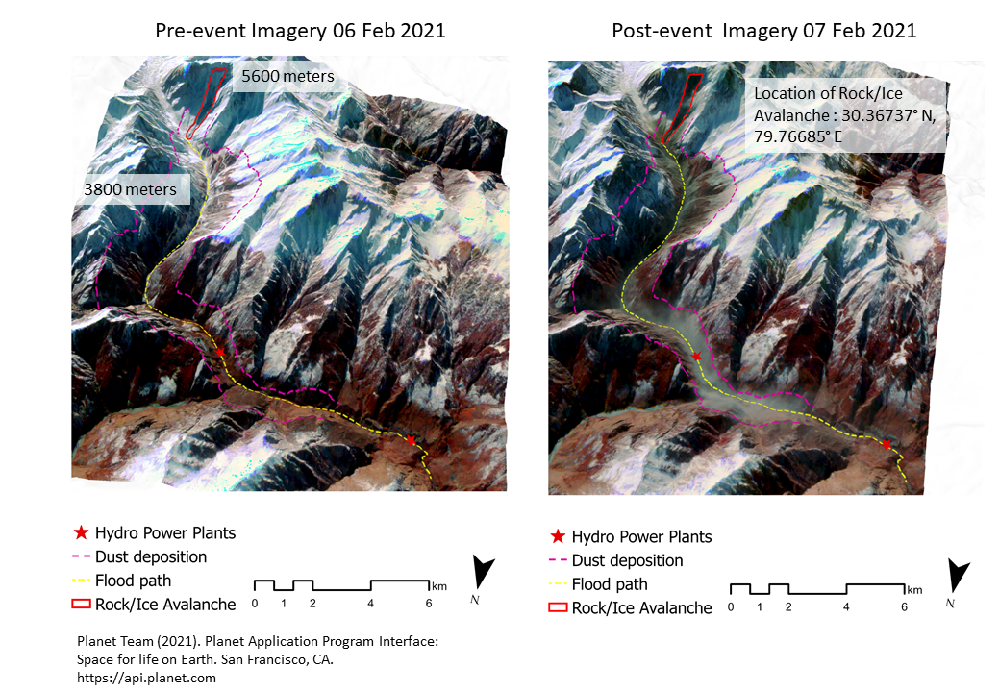 Pre-event Imagery 06 Feb 2021
5600 meters
3800 meters
Hydro Power Plants
Dust deposition
Flood path
Rock/Ice Avalanche
0 1 2 4 6 km
N
Planet Team (2021). Planet Application Program Interface:
Space for life on Earth. San Francisco, CA.
https://api.planet.com
Post-event  Imagery 07 Feb 2021
Location of Rock/Ice
Avalanche : 30.36737° N,
79.76685° E
Hydro Power Plants
Dust deposition
Flood path
Rock/Ice Avalanche
0 1 2 4 6 km
N